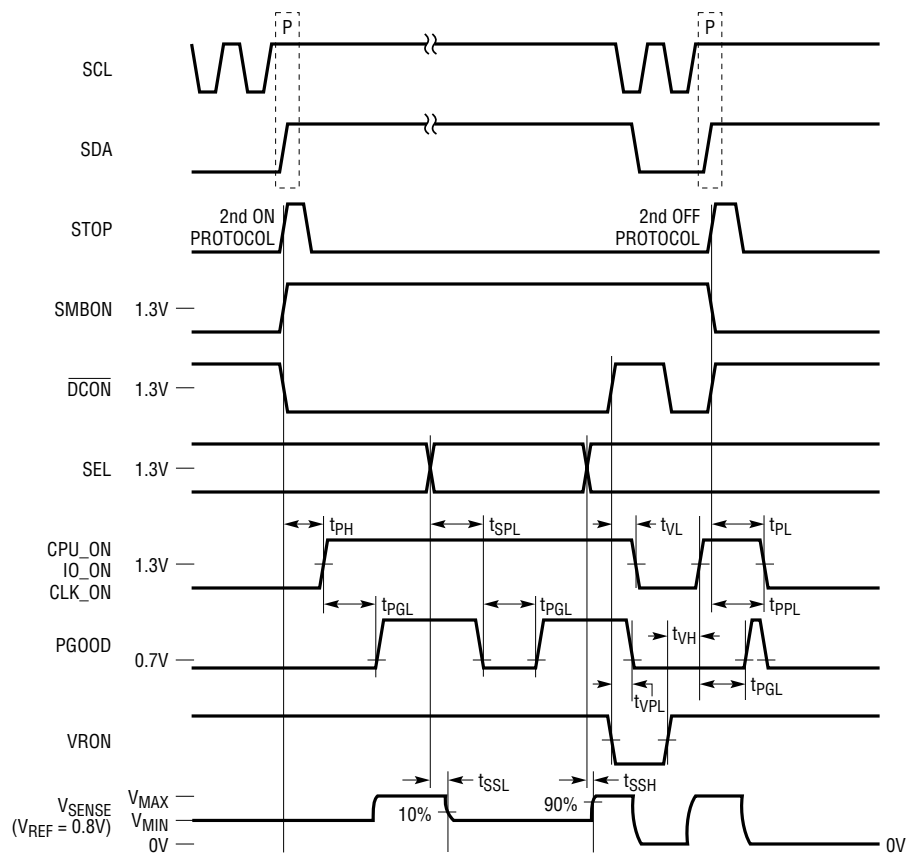 P P
SCL
SDA
STOP
2nd ON
PROTOCOL
2nd OFF
PROTOCOL
SMBON 1.3V
DCON 1.3V
SEL 1.3V
tPH tSPL tVL tPL
CPU_ON
IO_ON
CLK_ON
1.3V
tPGL tPGL tPPL
PGOOD 0.7V
tVH
tPGL
tVPL
VRON
tSSL tSSH
VSENSE
(VREF = 0.8V)
VMAX
VMIN
0V
10%
90%
0V